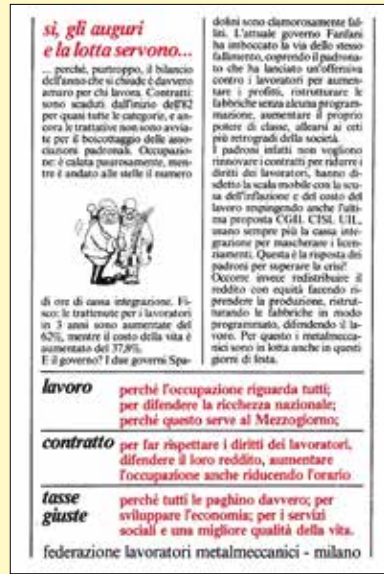 sì, gli auguri
e la lotta servono...
... perché, purtroppo, il bilancio
dell'anno che si chiude è davvero
amaro per chi lavora. Contratti:
sono scaduti dall'inizio dell'82
per quasi tutte le categorie, e an-
cora le trattative non sono avvia-
te per il boicottaggio delle asso-
ciazioni padronali. Occupazio-
ne: è calata paurosamente, men-
tre è andato alle stelle il numero
di ore di cassa integrazione. Fi-
sco: le trattenute per i lavoratori
in 3 anni sono aumentate del
62%, mentre il costo della vita è
aumentato del 37,8%.
E il governo? I due governi Spa-
dolini sono clamorosamente fal-
liti. L'attuale governo Fanfani
ha imboccato la via dello stesso
fallimento, coprendo il padrona-
to che ha lanciato un'offensiva
contro i lavoratori per aumen-
tare i profitti, ristrutturare le
fabbriche senza alcuna program-
mazione, aumentare il proprio
potere di classe, allearsi ai ceti
più retrogradi della società.
I padroni infatti non vogliono
rinnovare i contratti per ridurre i
diritti dei lavoratori, hanno di-
sdetto la scala mobile con la scu-
sa dell'inflazione e del costo del
lavoro respingendo anche l'ulti-
ma proposta CGIL CISL UIL,
usano sempre più la cassa inte-
grazione per mascherare i licen-
ziamenti. Questa è la risposta dei
padroni per superare la crisi!
Occorre invece redistribuire il
reddito con equità facendo ri-
prendere la produzione, ristrut-
turando le fabbriche in modo
programmato, difendendo il la-
voro. Per questo i metalmecca-
nici sono in lotta anche in questi
giorni di festa.
lavoro perché l'occupazione riguarda tutti;
per difendere la ricchezza nazionale;
perché questo serve al Mezzogiorno;
contratto per far rispettare i diritti dei lavoratori,
difendere il loro reddito, aumentare
l'occupazione anche riducendo l'orario
tasse giuste perché tutti le paghino davvero; per
sviluppare l'economia; per i servizi
sociali e una migliore qualità della vita.
federazione lavoratori metalmeccanici - milano